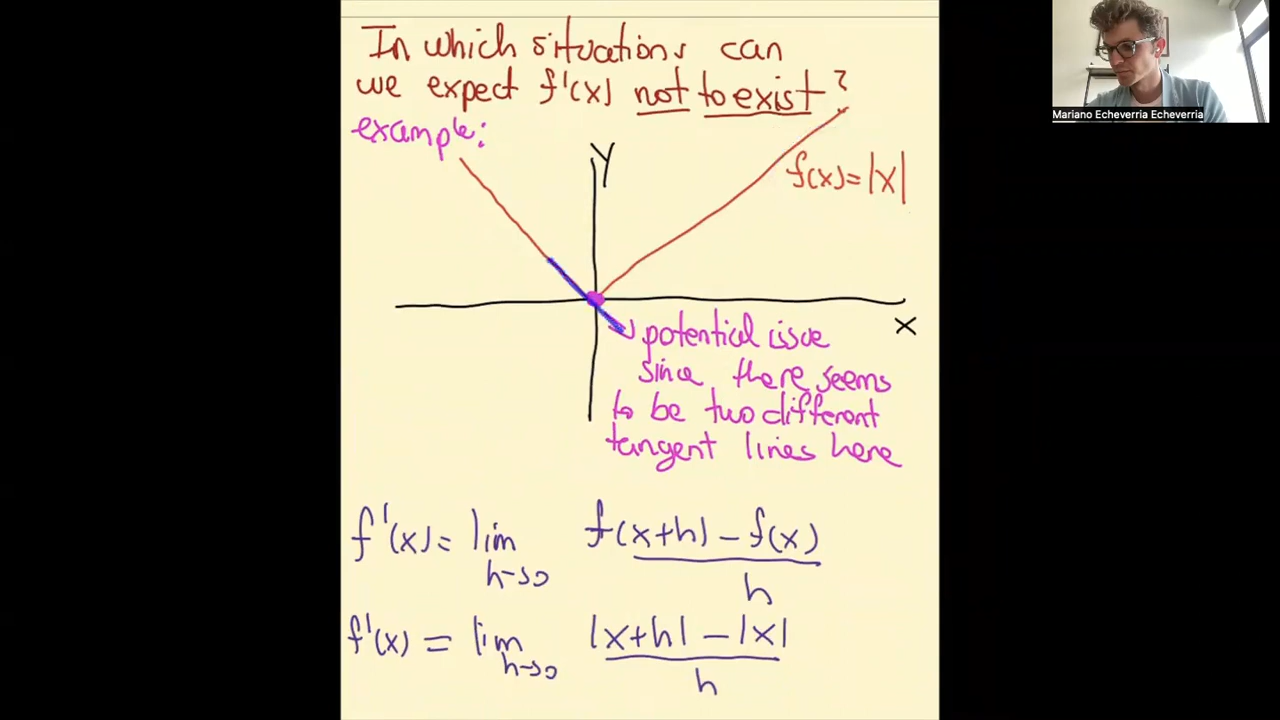 In which situations can
we expect f'(x) not to exist?
example:
Y
f(x)=|x|
x
potential issue
since there seems
to be two different
tangent lines here
f'(x) = lim h->0 f(x+h) - f(x) / h
f'(x) = lim h->0 |x+h| - |x| / h
Mariano Echeverria Echeverria